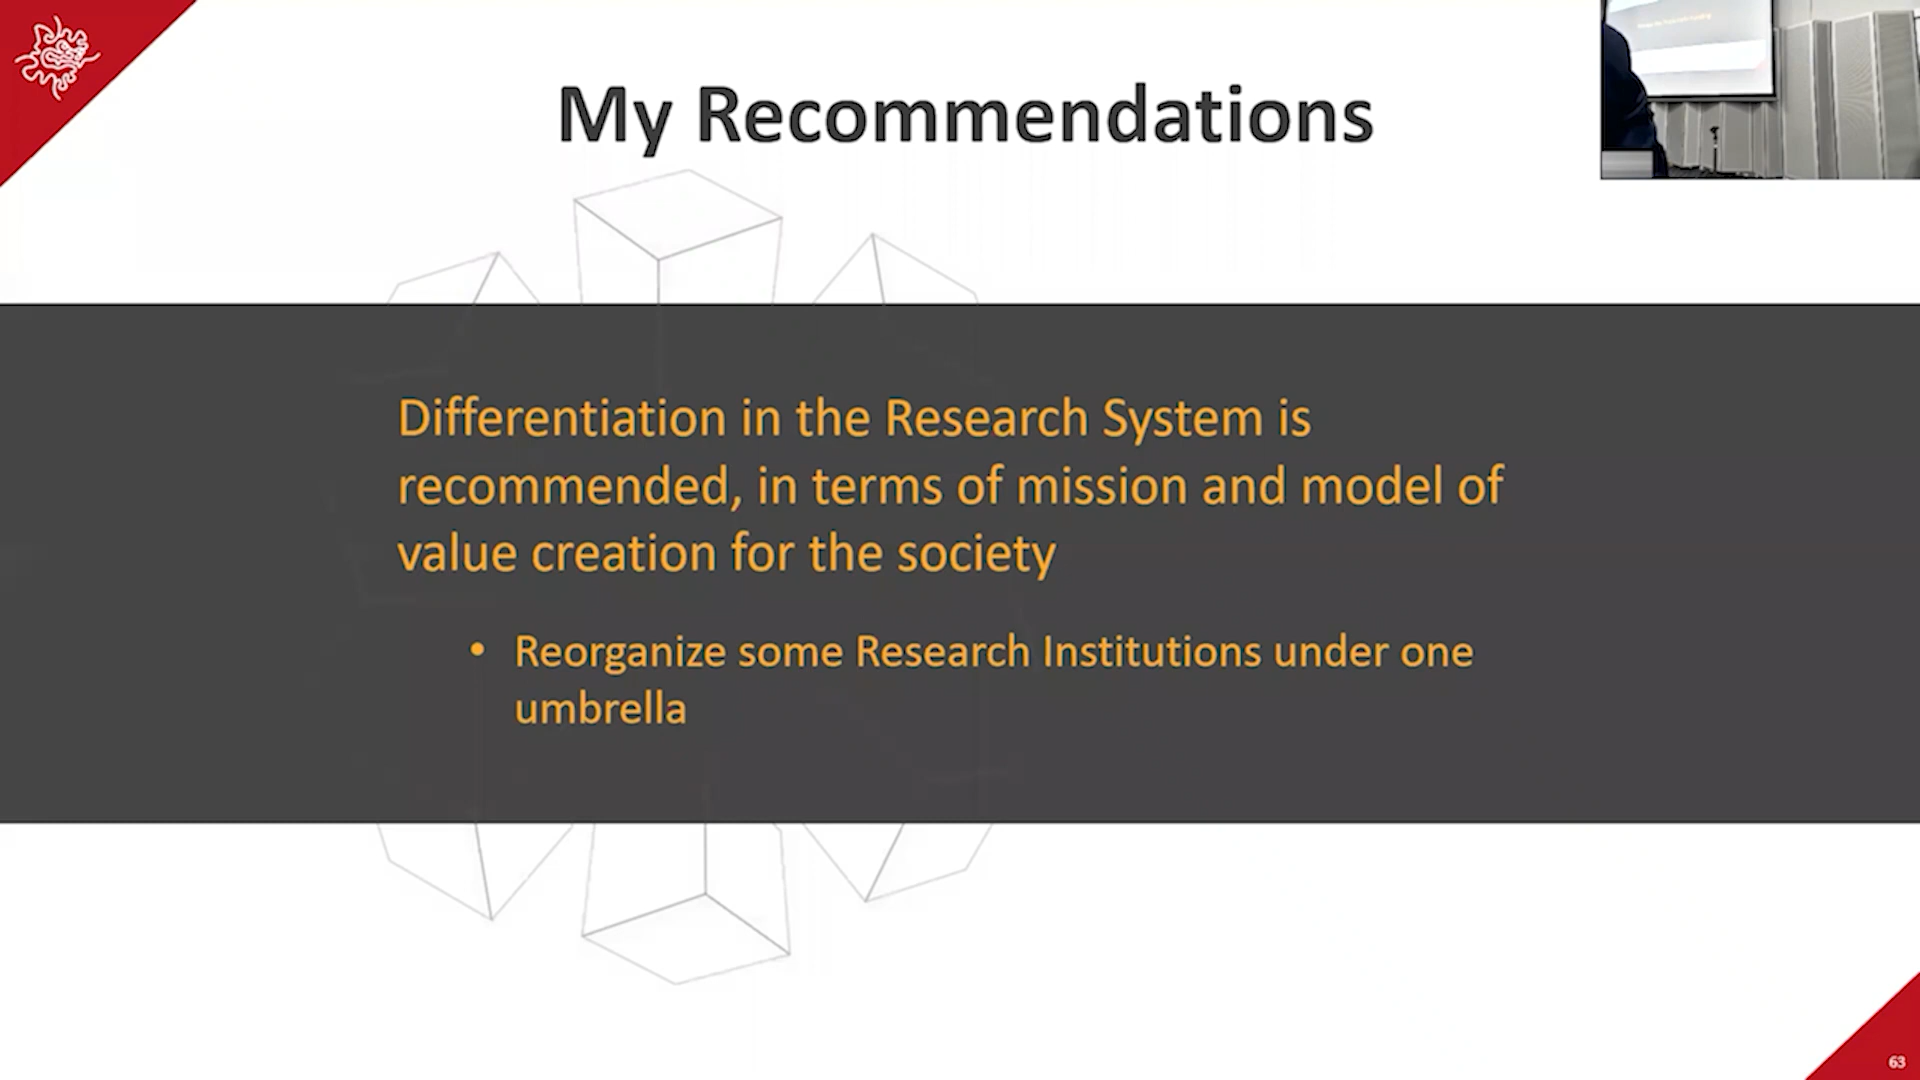 My Recommendations
Differentiation in the Research System is
recommended, in terms of mission and model of
value creation for the society
• Reorganize some Research Institutions under one
umbrella
63